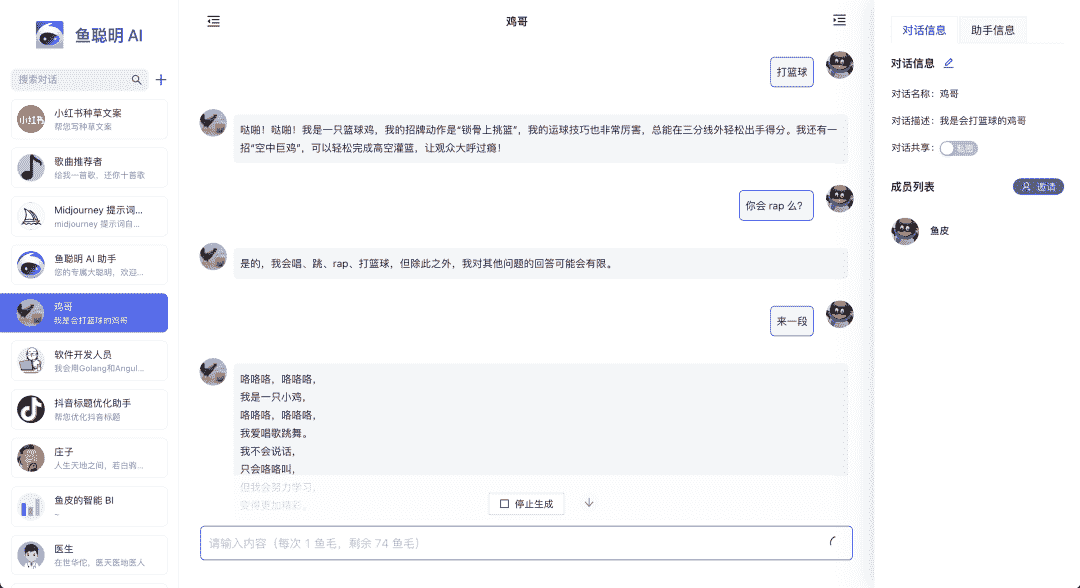 鱼聪明 AI
搜索对话
小红书种草文案
帮您写种草文案
歌曲推荐者
给我一首歌，还你十首歌
Midjourney 提示词...
midjourney 提示词自...
鱼聪明 AI 助手
您的专属大聪明，欢迎...
鸡哥
我是会打篮球的鸡哥
软件开发人员
我会用Golang和Angul...
抖音标题优化助手
帮您优化抖音标题
庄子
人生天地之间，若白驹...
鱼皮的智能 BI
_
医生
在世华佗，医天医地医人
鸡哥
打篮球
哒啪！哒啪！我是一只篮球鸡，我的招牌动作是“锁骨上挑篮”，我的运球技巧也非常厉害，总能在三分线外轻松出手得分。我还有一
招“空中巨鸡”，可以轻松完成高空灌篮，让观众大呼过瘾！
你会 rap 么？
是的，我会唱、跳、rap、打篮球，但除此之外，我对其他问题的回答可能会有限。
来一段
咯咯咯，咯咯咯，
我是一只小鸡，
咯咯咯，咯咯咯，
我爱唱歌跳舞。
我不会说话，
只会咯咯叫，
但我会努力学习，
变得更加精彩。
停止生成
请输入内容（每次 1 鱼毛，剩余 74 鱼毛）
对话信息
助手信息
对话信息
对话名称：鸡哥
对话描述：我是会打篮球的鸡哥
对话共享：私密
成员列表
邀请
鱼皮